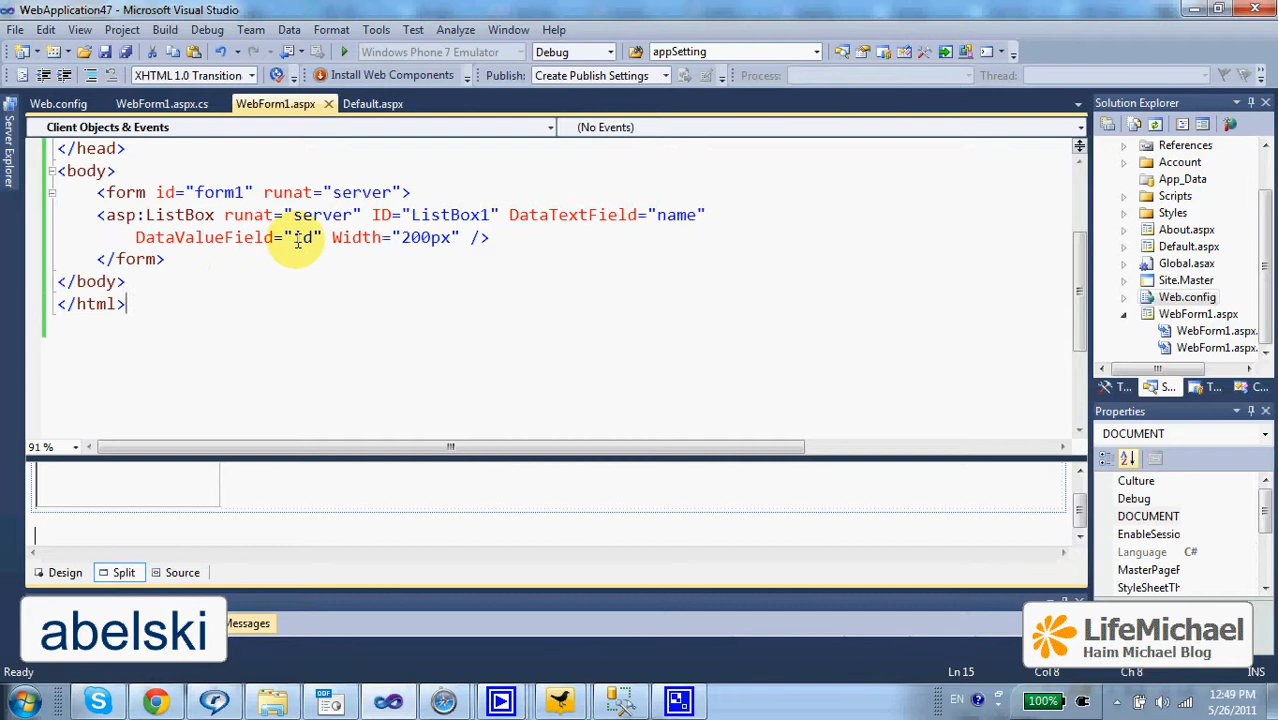 WebApplication47 - Microsoft Visual Studio
File Edit View Project Build Debug Team Data Format Tools Test Analyze Window Help
Windows Phone 7 Emulator Debug appSetting
XHTML 1.0 Transition Install Web Components Publish: Create Publish Settings Process: Thread:
Web.config WebForm1.aspx.cs WebForm1.aspx Default.aspx
Server Explorer
Client Objects & Events (No Events)
</head>
<body>
<form id="form1" runat="server">
<asp:ListBox runat="server" ID="ListBox1" DataTextField="name"
DataValueField="id" Width="200px" />
</form>
</body>
</html>
91 %
Design Split Source
Messages
Solution Explorer
References
Account
App_Data
Scripts
Styles
About.aspx
Default.aspx
Global.asax
Site.Master
Web.config
WebForm1.aspx
WebForm1.aspx.
WebForm1.aspx.
T... S... T... C...
Properties
DOCUMENT
Culture
Debug
DOCUMENT
EnableSessio
Language C#
MasterPageF
StyleSheetTh
abelski
LifeMichael
Haim Michael Blog
Ready Ln 15 Col 8 Ch 8 INS
EN 100% 12:49 PM
5/26/2011